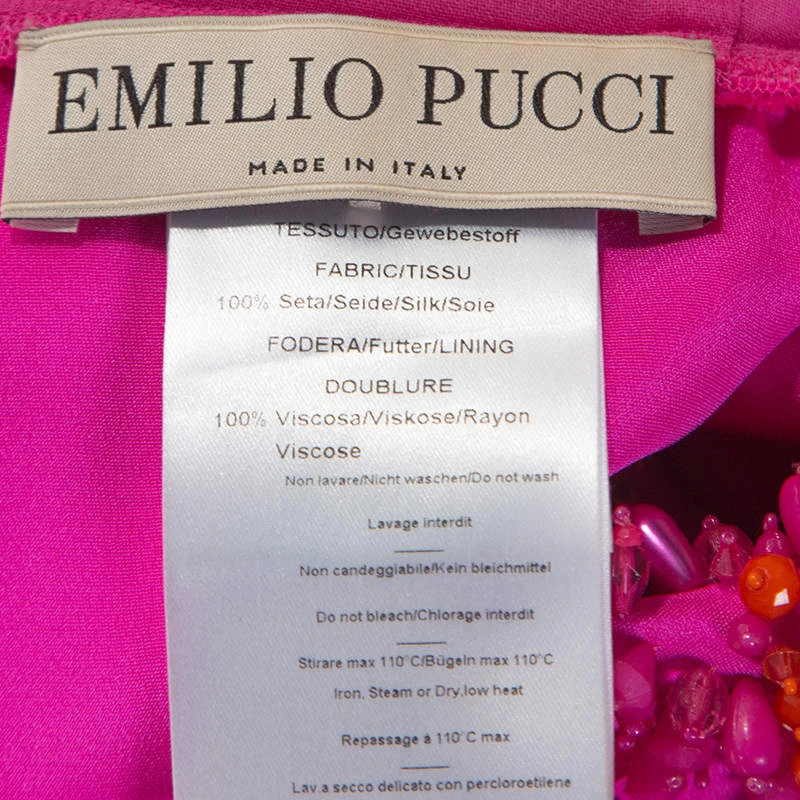 EMILIO PUCCI
MADE IN ITALY
TESSUTO/Gewebestoff
FABRIC/TISSU
100% Seta/Seide/Silk/Soie
FODERA/Futter/LINING
DOUBLURE
100% Viscosa/Viskose/Rayon
Viscose
Non lavare/Nicht waschen/Do not wash
Lavage interdit
Non candeggiabile/Kein bleichmittel
Do not bleach/Chlorage interdit
Stirare max 110°C/Bügeln max 110°C
Iron, Steam or Dry,low heat
Repassage à 110°C max
Lav.a secco delicato con percloroetilene